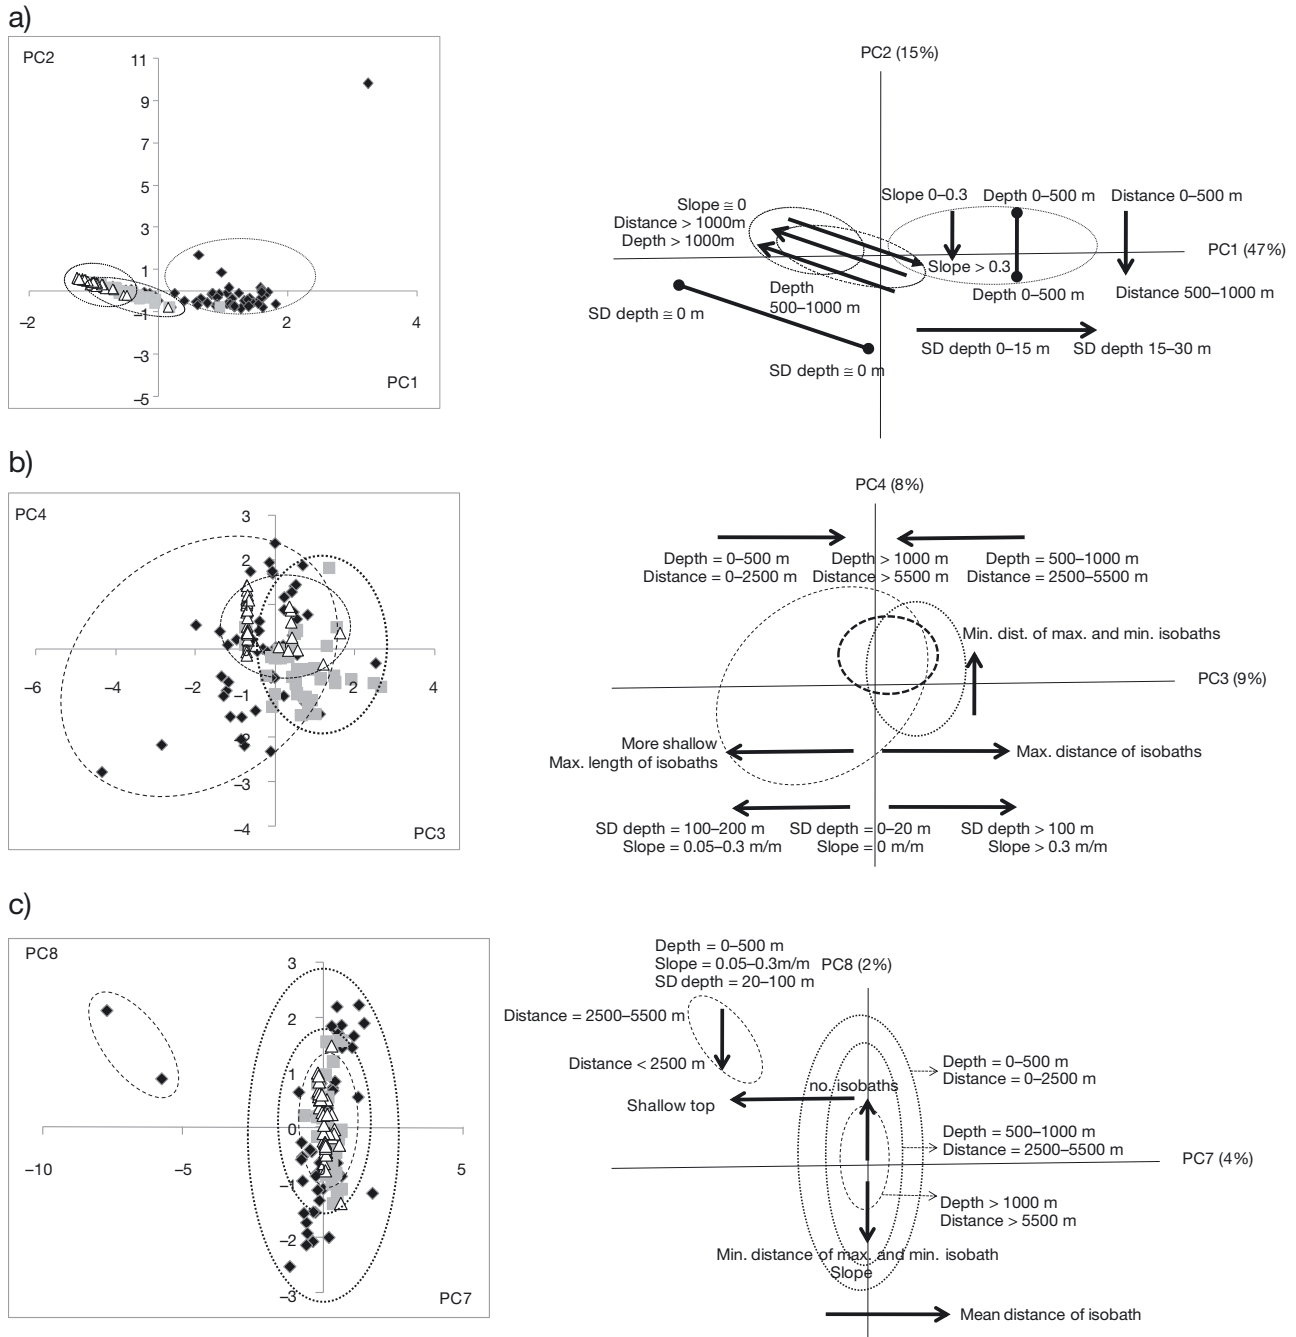 a)
PC2
11
9
7
5
3
1
–1
–3
–5
–2
2
4
PC1
PC2 (15%)
Slope ≅ 0
Distance > 1000m
Depth > 1000m
Slope 0–0.3
Depth 0–500 m
Distance 0–500 m
PC1 (47%)
Slope > 0.3
Depth
500–1000 m
Depth 0–500 m
Distance 500–1000 m
SD depth ≅ 0 m
SD depth 0–15 m
SD depth 15–30 m
SD depth ≅ 0 m
b)
PC4
3
2
–1
–2
–3
–4
–6
–4
–2
2
4
PC3
PC4 (8%)
Depth = 0–500 m
Distance = 0–2500 m
Depth > 1000 m
Distance > 5500 m
Depth = 500–1000 m
Distance = 2500–5500 m
Min. dist. of max. and min. isobaths
PC3 (9%)
More shallow
Max. length of isobaths
Max. distance of isobaths
SD depth = 100–200 m
Slope = 0.05–0.3 m/m
SD depth = 0–20 m
Slope = 0 m/m
SD depth > 100 m
Slope > 0.3 m/m
c)
PC8
3
2
1
0
–1
–2
–3
–10
–5
5
PC7
Depth = 0–500 m
Slope = 0.05–0.3m/m
SD depth = 20–100 m
PC8 (2%)
Distance = 2500–5500 m
Distance < 2500 m
Shallow top
no. isobaths
Depth = 0–500 m
Distance = 0–2500 m
Depth = 500–1000 m
Distance = 2500–5500 m
PC7 (4%)
Depth > 1000 m
Distance > 5500 m
Min. distance of max. and min. isobath
Slope
Mean distance of isobath